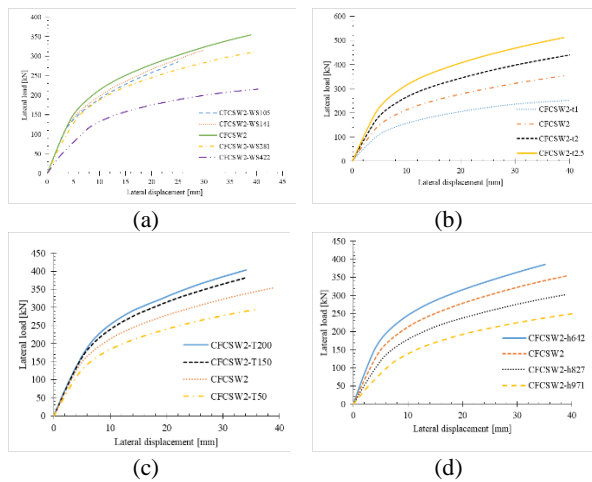 400
350
300
250
200
150
100
50
0
Lateral load [kN]
CFCSW2-WS105
CFCSW2-WS141
CFCSW2
CFCSW2-WS281
CFCSW2-WS422
0 5 10 15 20 25 30 35 40 45
Lateral displacement [mm]
(a)
600
500
400
300
200
100
0
Lateral load [kN]
CFCSW2-t1
CFCSW2
CFCSW2-t2
CFCSW2-t2.5
0 10 20 30 40
Lateral displacement [mm]
(b)
450
400
350
300
250
200
150
100
50
0
Lateral load [kN]
CFCSW2-T200
CFCSW2-T150
CFCSW2
CFCSW2-T50
0 10 20 30 40
Lateral displacement [mm]
(c)
450
400
350
300
250
200
150
100
50
0
Lateral load [kN]
CFCSW2-h642
CFCSW2
CFCSW2-h827
CFCSW2-h971
0 10 20 30 40
Lateral displacement [mm]
(d)